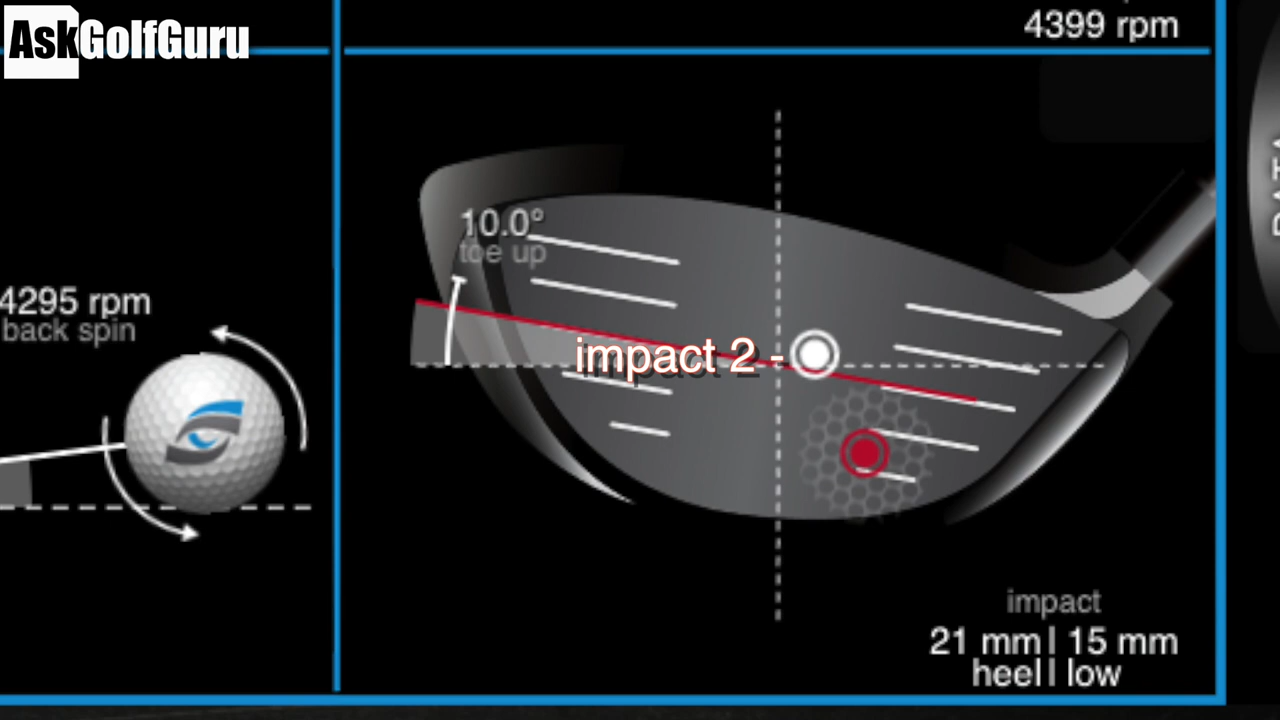 AskGolfGuru
4399 rpm
10.0°
toe up
4295 rpm
back spin
impact 2 -
impact
21 mm | 15 mm
heel | low